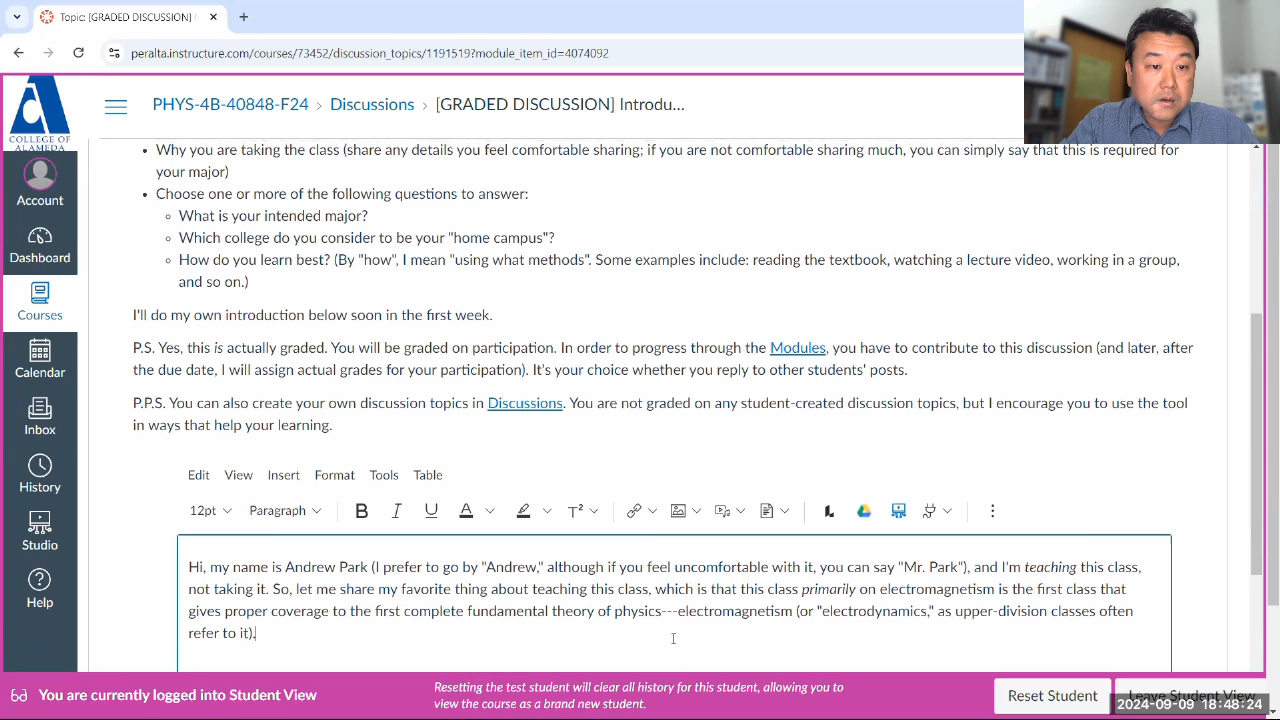 Topic: [GRADED DISCUSSION] In
peralta.instructure.com/courses/73452/discussion_topics/1191519?module_item_id=4074092
COLLEGE OF
ALAMEDA
PHYS-4B-40848-F24 › Discussions › [GRADED DISCUSSION] Introdu...
Account
Dashboard
Courses
Calendar
Inbox
History
Studio
Help
• Why you are taking the class (share any details you feel comfortable sharing; if you are not comfortable sharing much, you can simply say that this is required for
your major)
• Choose one or more of the following questions to answer:
◦ What is your intended major?
◦ Which college do you consider to be your "home campus"?
◦ How do you learn best? (By "how", I mean "using what methods". Some examples include: reading the textbook, watching a lecture video, working in a group,
and so on.)
I'll do my own introduction below soon in the first week.
P.S. Yes, this is actually graded. You will be graded on participation. In order to progress through the Modules, you have to contribute to this discussion (and later, after
the due date, I will assign actual grades for your participation). It's your choice whether you reply to other students' posts.
P.P.S. You can also create your own discussion topics in Discussions. You are not graded on any student-created discussion topics, but I encourage you to use the tool
in ways that help your learning.
Edit View Insert Format Tools Table
12pt Paragraph B I U A T²
Hi, my name is Andrew Park (I prefer to go by "Andrew," although if you feel uncomfortable with it, you can say "Mr. Park"), and I'm teaching this class,
not taking it. So, let me share my favorite thing about teaching this class, which is that this class primarily on electromagnetism is the first class that
gives proper coverage to the first complete fundamental theory of physics---electromagnetism (or "electrodynamics," as upper-division classes often
refer to it).
You are currently logged into Student View
Resetting the test student will clear all history for this student, allowing you to
view the course as a brand new student.
Reset Student
Leave Student View
2024-09-09 18:48:24